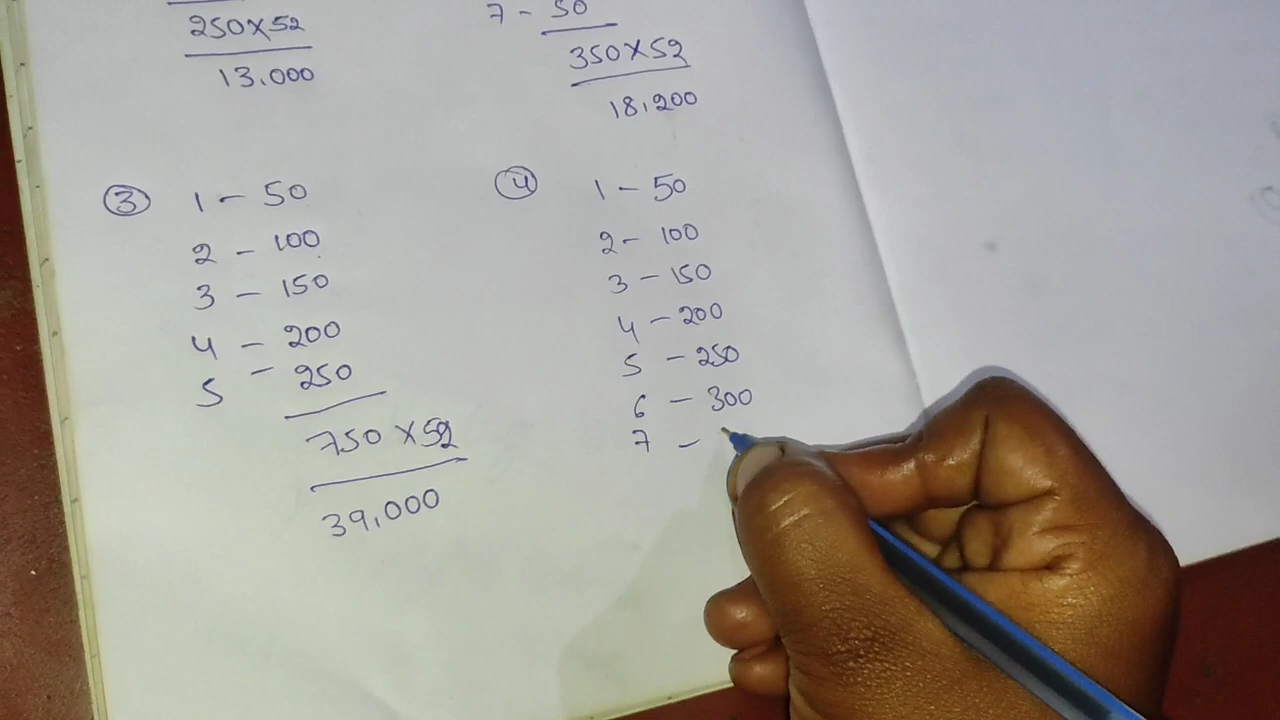 250×52
13,000
7 - 50
350×52
18,200
3
1 - 50
2 - 100
3 - 150
4 - 200
5 - 250
750×52
39,000
4
1 - 50
2 - 100
3 - 150
4 - 200
5 - 250
6 - 300
7 -